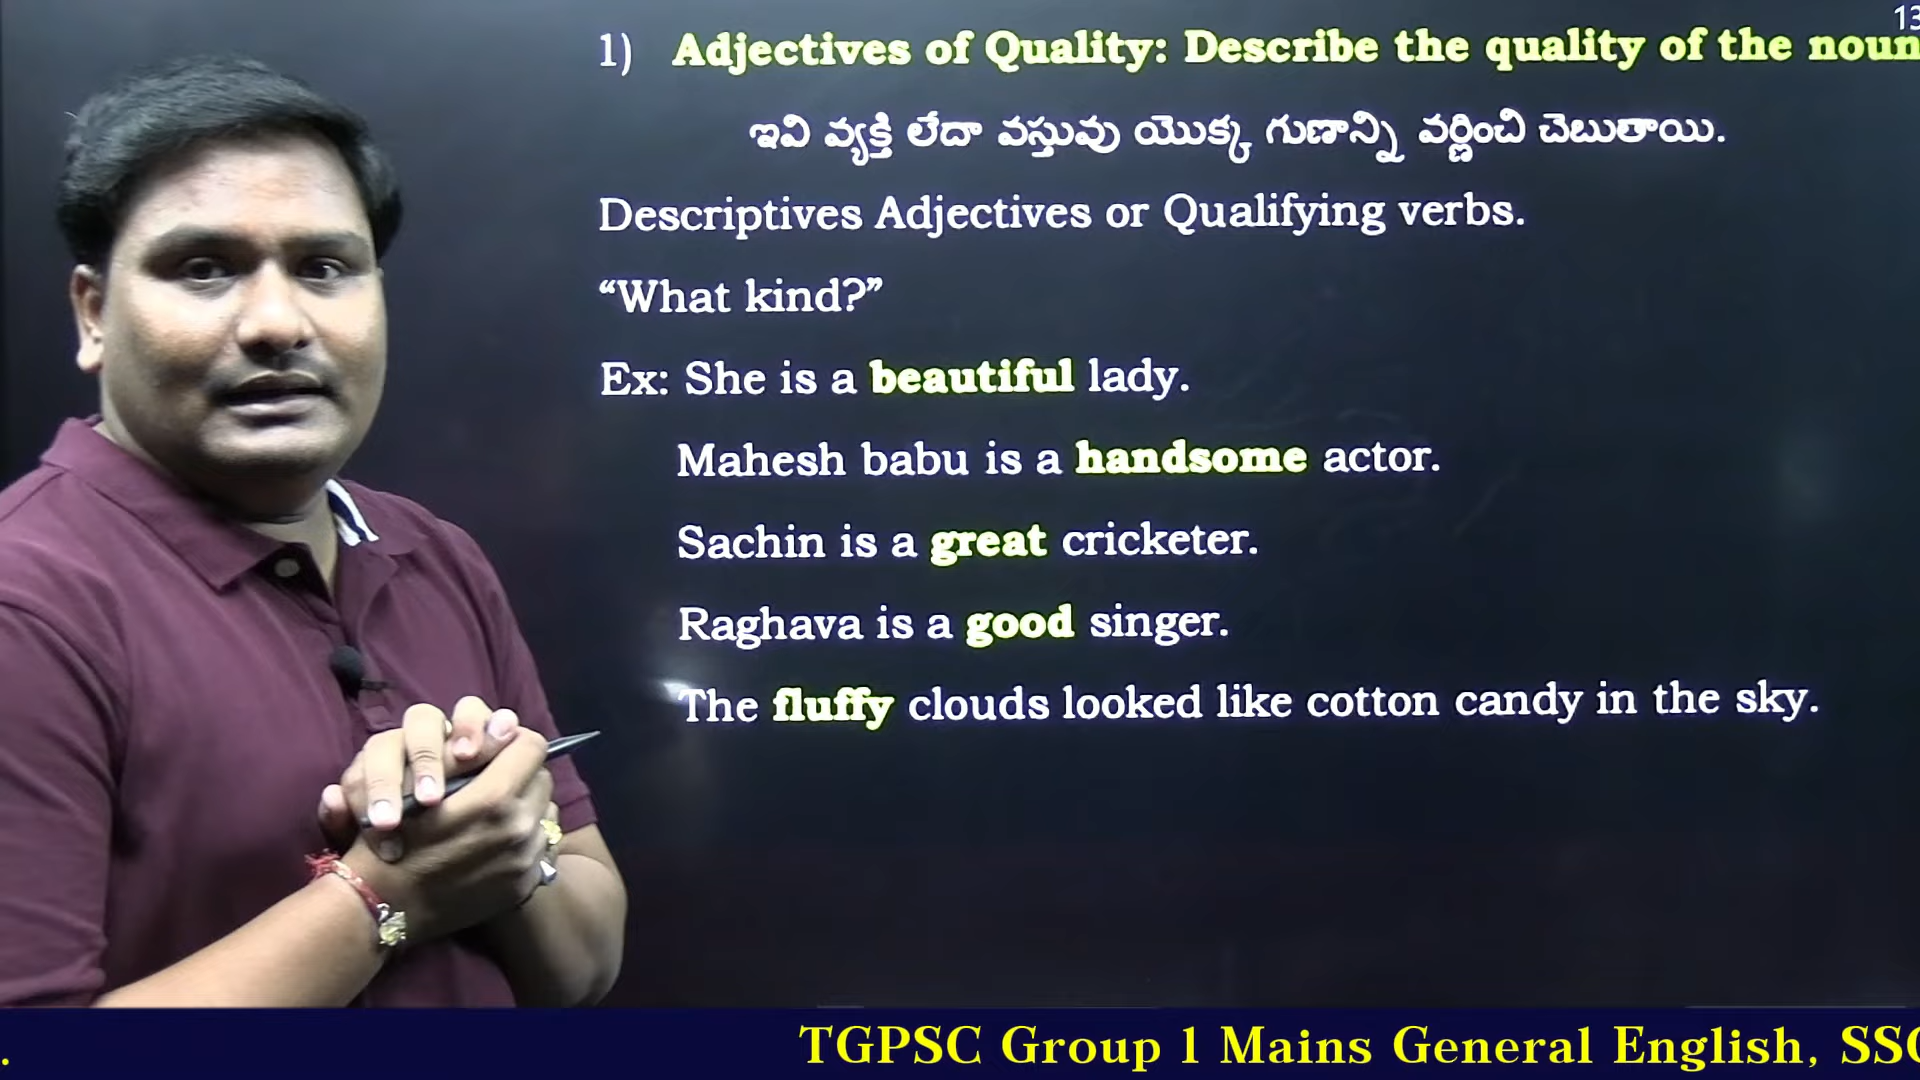 13
1) Adjectives of Quality: Describe the quality of the noun
ఇవి వ్యక్తి లేదా వస్తువు యొక్క గుణాన్ని వర్ణించి చెబుతాయి.
Descriptives Adjectives or Qualifying verbs.
“What kind?”
Ex: She is a beautiful lady.
Mahesh babu is a handsome actor.
Sachin is a great cricketer.
Raghava is a good singer.
The fluffy clouds looked like cotton candy in the sky.
. TGPSC Group 1 Mains General English, SSC